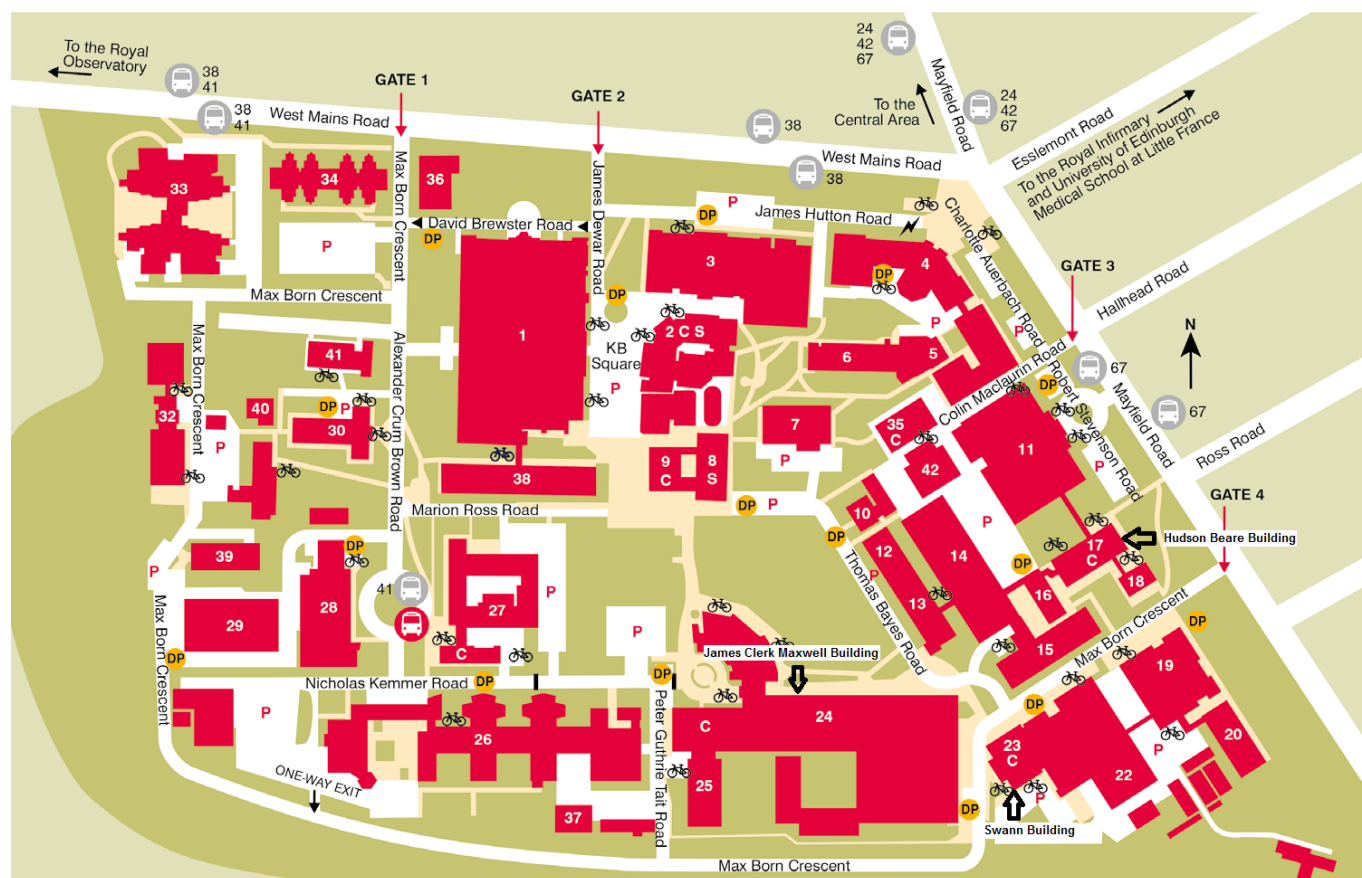 To the Royal
Observatory
38
41
38
41
GATE 1
GATE 2
West Mains Road
38
38
West Mains Road
24
42
67
Mayfield Road
To the
Central Area
24
42
67
Esslemont Road
To the Royal Infirmary
and University of Edinburgh
Medical School at Little France
33
34
36
Max Born Crescent
James Dewar Road
David Brewster Road
DP
P
DP
P
James Hutton Road
Charlotte Auerbach Road
GATE 3
Hallhead Road
N
Max Born Crescent
1
DP
3
DP
4
P
P
KB
Square
P
2 C S
6
5
Colin Maclaurin Road
DP
Robert Stevenson Road
67
Mayfield Road
67
Ross Road
GATE 4
Max Born Crescent
Alexander Crum Brown Road
41
DP
P
40
30
32
P
38
9
C
8
S
7
P
35
C
42
11
P
P
Marion Ross Road
DP
P
10
DP
12
P
13
14
DP
17
C
Hudson Beare Building
18
16
15
Max Born Crescent
DP
Thomas Bayes Road
39
P
DP
28
41
27
P
C
29
DP
Max Born Crescent
P
James Clerk Maxwell Building
Nicholas Kemmer Road
DP
DP
Peter Guthrie Tait Road
P
26
C
24
25
DP
19
20
23
C
22
P
P
Swann Building
DP
ONE-WAY EXIT
37
Max Born Crescent